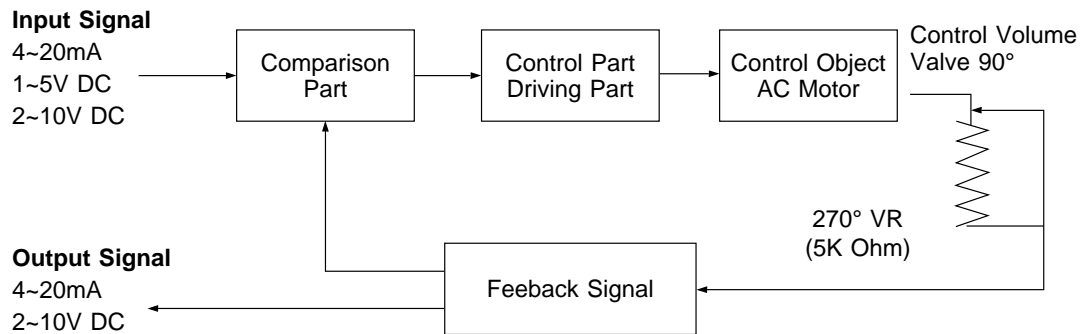 Input Signal
4~20mA
1~5V DC
2~10V DC
Comparison
Part
Control Part
Driving Part
Control Object
AC Motor
Control Volume
Valve 90°
270° VR
(5K Ohm)
Output Signal
4~20mA
2~10V DC
Feeback Signal